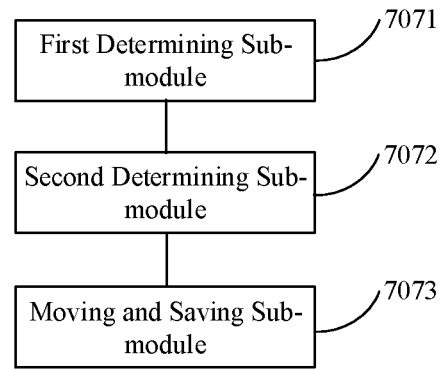 7071
First Determining Sub-
module
7072
Second Determining Sub-
module
7073
Moving and Saving Sub-
module